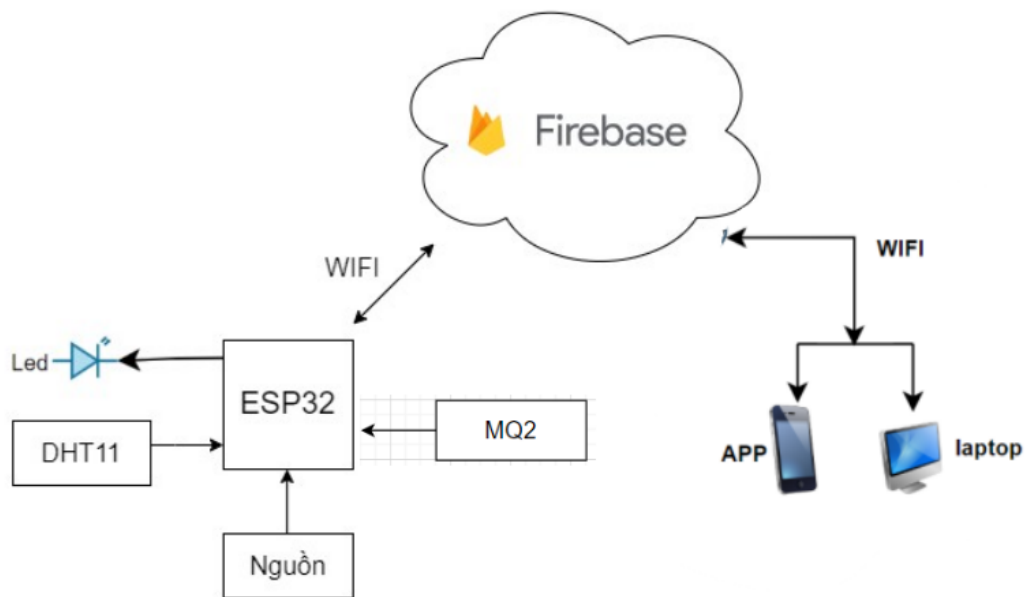 Firebase
WIFI
WIFI
Led
ESP32
DHT11
MQ2
APP
laptop
Nguồn